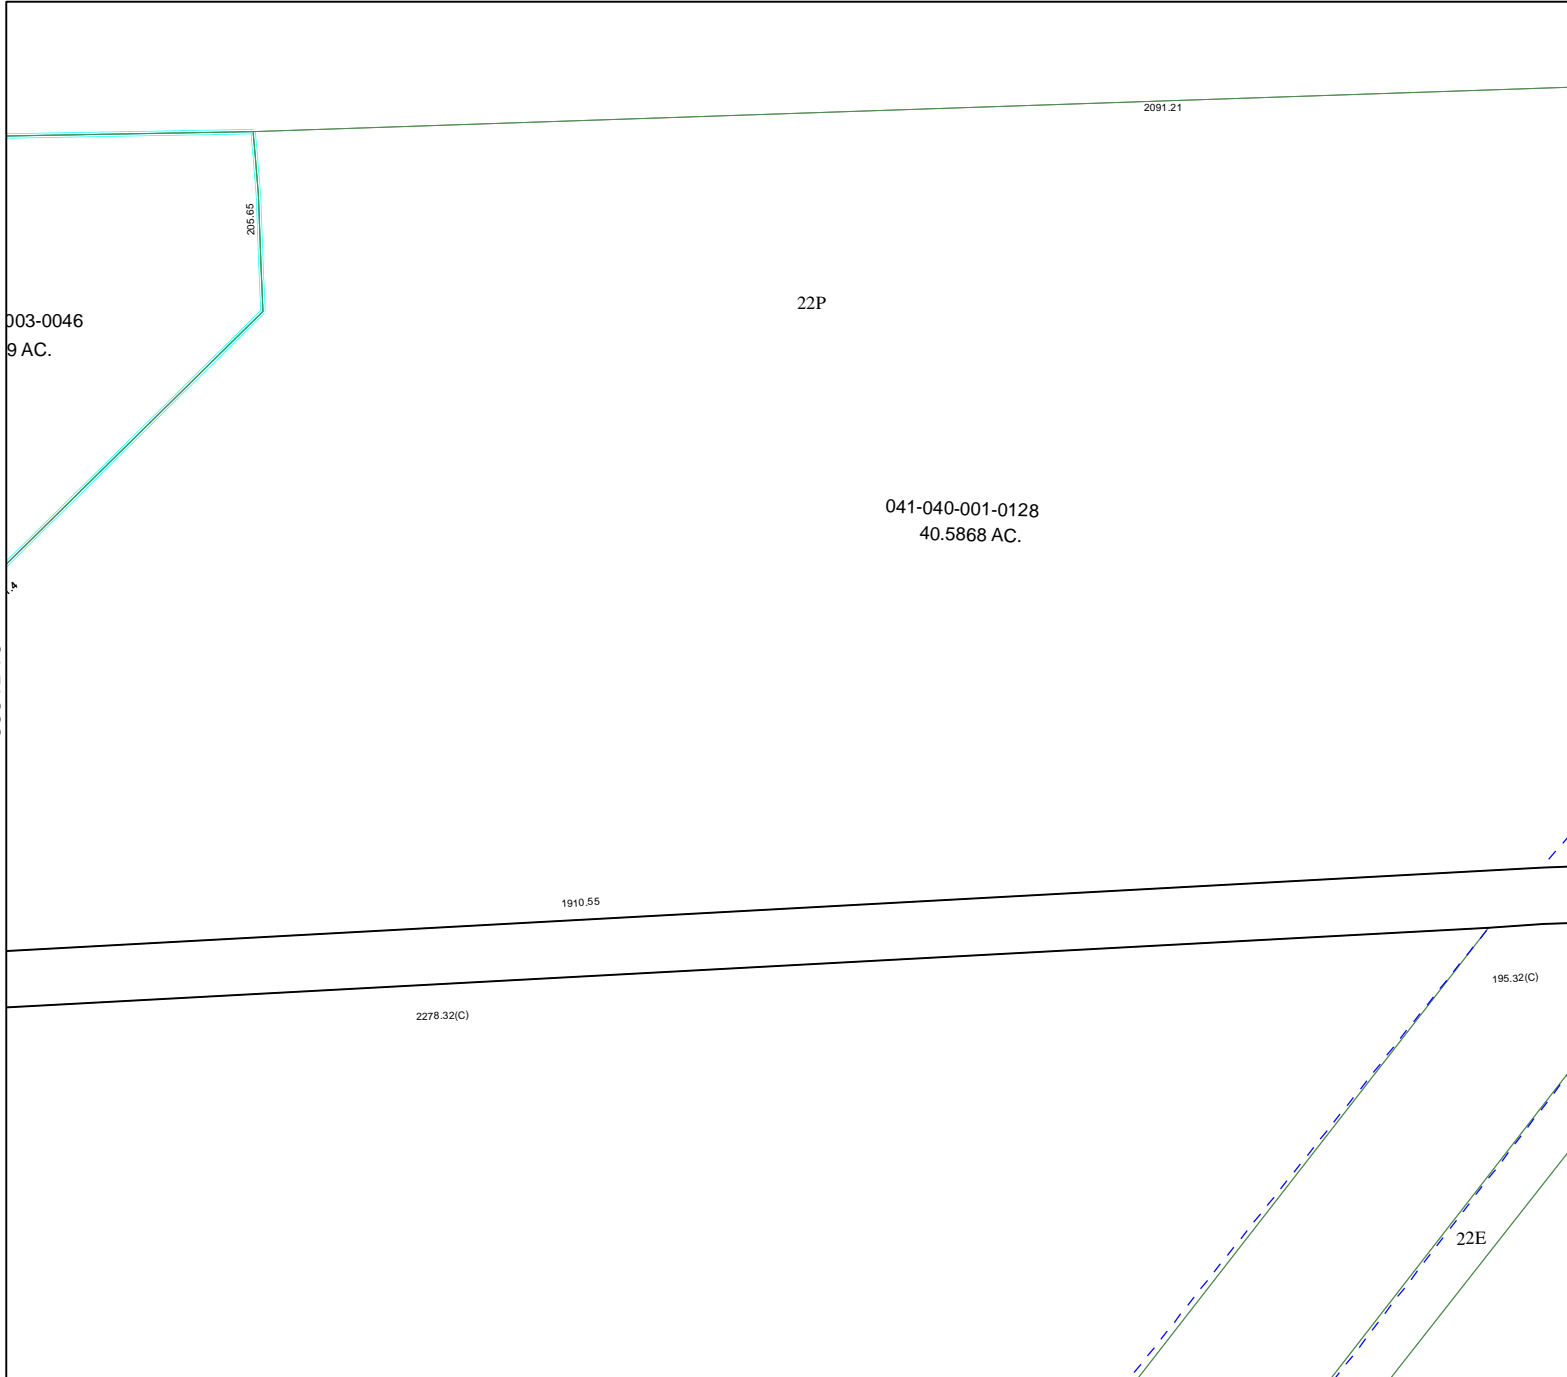 2091.21
205.65
22P
003-0046
9 AC.
041-040-001-0128
40.5868 AC.
1910.55
195.32(C)
2278.32(C)
22E